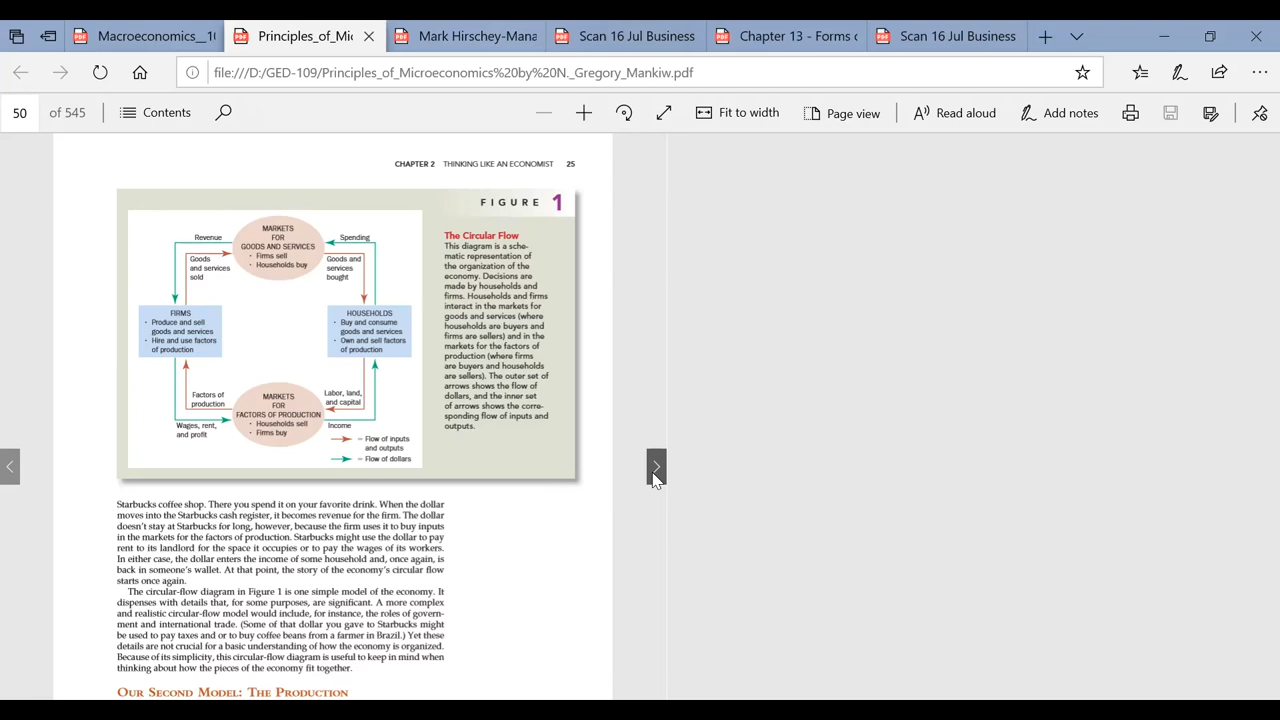 Macroeconomics__10
Principles_of_Mic
Mark Hirschey-Mana
Scan 16 Jul Business
Chapter 13 - Forms o
Scan 16 Jul Business
file:///D:/GED-109/Principles_of_Microeconomics%20by%20N._Gregory_Mankiw.pdf
50 of 545
Contents
Fit to width
Page view
Read aloud
Add notes
CHAPTER 2 THINKING LIKE AN ECONOMIST 25
FIGURE 1
MARKETS
FOR
GOODS AND SERVICES
· Firms sell
· Households buy
Revenue
Spending
Goods
and services
sold
Goods and
services
bought
FIRMS
· Produce and sell
goods and services
· Hire and use factors
of production
HOUSEHOLDS
· Buy and consume
goods and services
· Own and sell factors
of production
Factors of
production
Labor, land,
and capital
MARKETS
FOR
FACTORS OF PRODUCTION
· Households sell
· Firms buy
Wages, rent,
and profit
Income
– Flow of inputs
and outputs
– Flow of dollars
The Circular Flow
This diagram is a sche-
matic representation of
the organization of the
economy. Decisions are
made by households and
firms. Households and firms
interact in the markets for
goods and services (where
households are buyers and
firms are sellers) and in the
markets for the factors of
production (where firms
are buyers and households
are sellers). The outer set of
arrows shows the flow of
dollars, and the inner set
of arrows shows the corre-
sponding flow of inputs and
outputs.
Starbucks coffee shop. There you spend it on your favorite drink. When the dollar
moves into the Starbucks cash register, it becomes revenue for the firm. The dollar
doesn't stay at Starbucks for long, however, because the firm uses it to buy inputs
in the markets for the factors of production. Starbucks might use the dollar to pay
rent to its landlord for the space it occupies or to pay the wages of its workers.
In either case, the dollar enters the income of some household and, once again, is
back in someone's wallet. At that point, the story of the economy's circular flow
starts once again.
The circular-flow diagram in Figure 1 is one simple model of the economy. It
dispenses with details that, for some purposes, are significant. A more complex
and realistic circular-flow model would include, for instance, the roles of govern-
ment and international trade. (Some of that dollar you gave to Starbucks might
be used to pay taxes and or to buy coffee beans from a farmer in Brazil.) Yet these
details are not crucial for a basic understanding of how the economy is organized.
Because of its simplicity, this circular-flow diagram is useful to keep in mind when
thinking about how the pieces of the economy fit together.
OUR SECOND MODEL: THE PRODUCTION